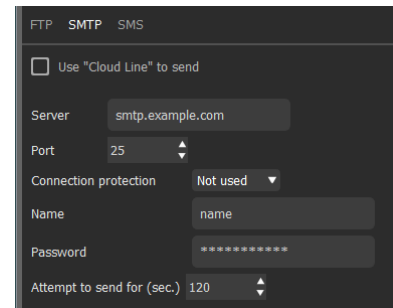 FTP SMTP SMS
Use "Cloud Line" to send
Server smtp.example.com
Port 25
Connection protection Not used
Name name
Password ***********
Attempt to send for (sec.) 120